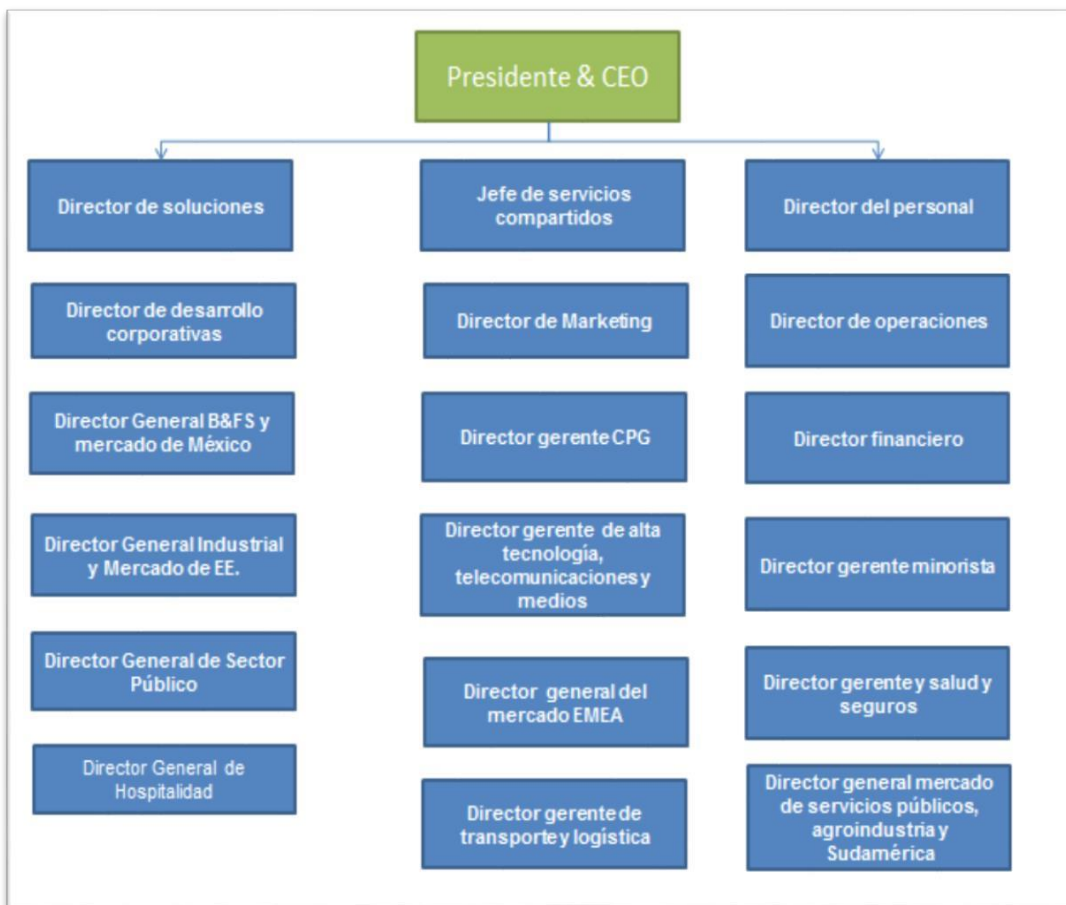 Presidente & CEO
Director de soluciones
Jefe de servicios
compartidos
Director del personal
Director de desarrollo
corporativas
Director de Marketing
Director de operaciones
Director General B&FS y
mercado de México
Director gerente CPG
Director financiero
Director General Industrial
y Mercado de EE.
Director gerente de alta
tecnología,
telecomunicaciones y
medios
Director gerente minorista
Director General de Sector
Público
Director general del
mercado EMEA
Director gerente y salud y
seguros
Director General de
Hospitalidad
Director gerente de
transporte y logística
Director general mercado
de servicios públicos,
agroindustria y
Sudamérica